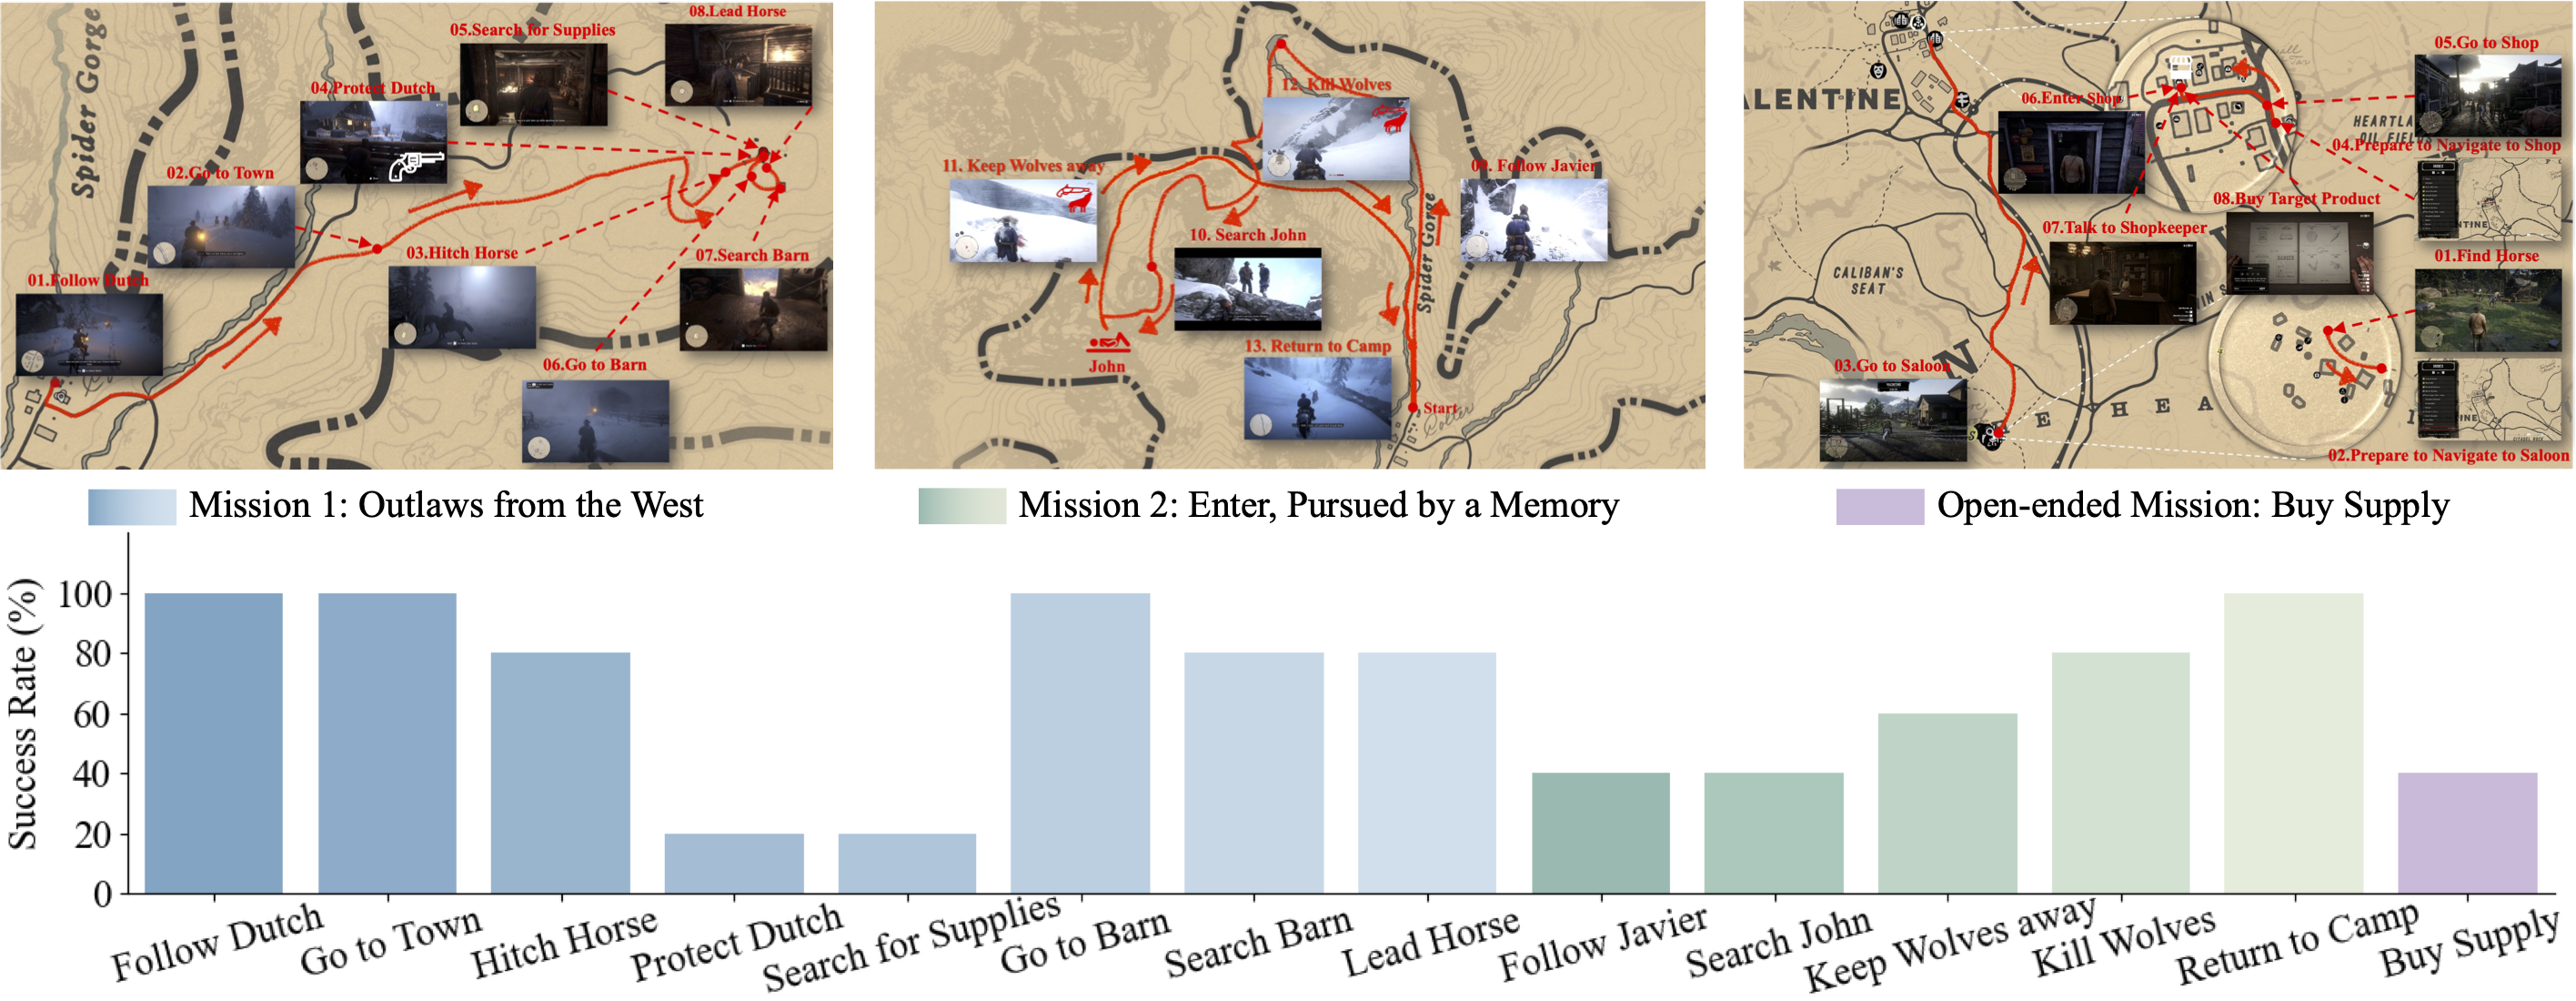 Spider Gorge
01.Follow Dutch
02.Go to Town
03.Hitch Horse
04.Protect Dutch
05.Search for Supplies
06.Go to Barn
07.Search Barn
08.Lead Horse
09. Follow Javier
10. Search John
11. Keep Wolves away
12. Kill Wolves
13. Return to Camp
John
Start
Spider Gorge
Colter
ALENTINE
CALIBAN'S
SEAT
HEARTLA
OIL FIEL
N
E H E A
01.Find Horse
02.Prepare to Navigate to Saloon
03.Go to Saloon
04.Prepare to Navigate to Shop
05.Go to Shop
06.Enter Shop
07.Talk to Shopkeeper
08.Buy Target Product
Mission 1: Outlaws from the West
Mission 2: Enter, Pursued by a Memory
Open-ended Mission: Buy Supply
Success Rate (%)
100
80
60
40
20
0
Follow Dutch
Go to Town
Hitch Horse
Protect Dutch
Search for Supplies
Go to Barn
Search Barn
Lead Horse
Follow Javier
Search John
Keep Wolves away
Kill Wolves
Return to Camp
Buy Supply